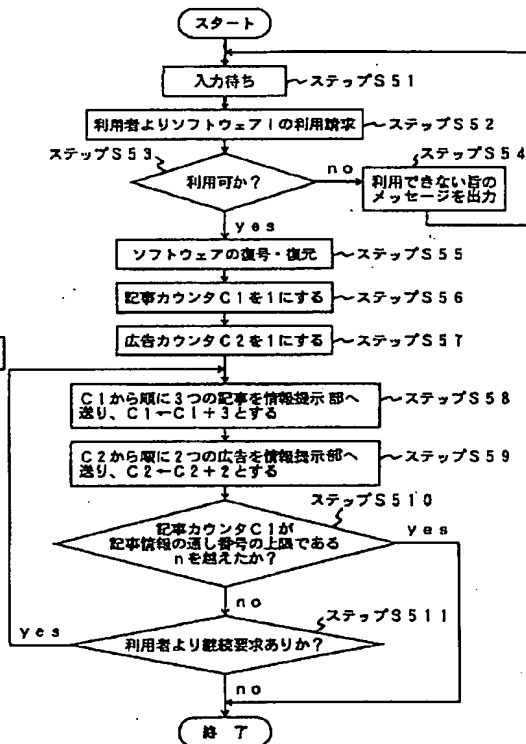 スタート
入力待ち
ステップS51
利用者よりソフトウェアiの利用請求
ステップS52
ステップS53
利用可か?
no
ステップS54
利用できない旨の
メッセージを出力
yes
ソフトウェアの復号・復元
ステップS55
記事カウンタC1を1にする
ステップS56
広告カウンタC2を1にする
ステップS57
C1から順に3つの記事を情報提示部へ
送り、C1←C1+3とする
ステップS58
C2から順に2つの広告を情報提示部へ
送り、C2←C2+2とする
ステップS59
ステップS510
記事カウンタC1が
記事情報の通し番号の上限である
nを越えたか?
yes
no
ステップS511
yes
利用者より継続要求ありか?
no
終了